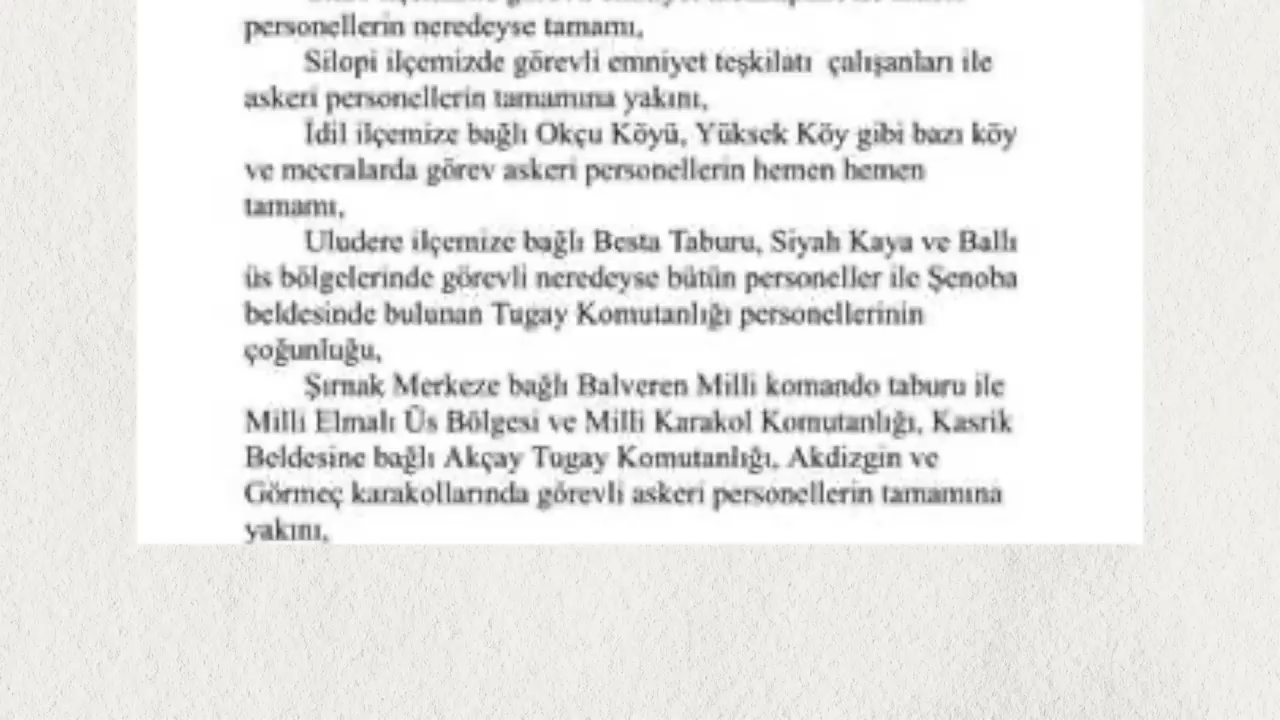 personellerin neredeyse tamamı,
Silopi ilçemizde görevli emniyet teşkilatı çalışanları ile
askeri personellerin tamamına yakını,
İdil ilçemize bağlı Okçu Köyü, Yüksek Köy gibi bazı köy
ve mecralarda görev askeri personellerin hemen hemen
tamamı,
Uludere ilçemize bağlı Besta Taburu, Siyah Kaya ve Ballı
üs bölgelerinde görevli neredeyse bütün personeller ile Şenoba
beldesinde bulunan Tugay Komutanlığı personellerinin
çoğunluğu,
Şırnak Merkeze bağlı Balveren Milli komando taburu ile
Milli Elmalı Üs Bölgesi ve Milli Karakol Komutanlığı, Kasrik
Beldesine bağlı Akçay Tugay Komutanlığı, Akdizgin ve
Görmeç karakollarında görevli askeri personellerin tamamına
yakını,